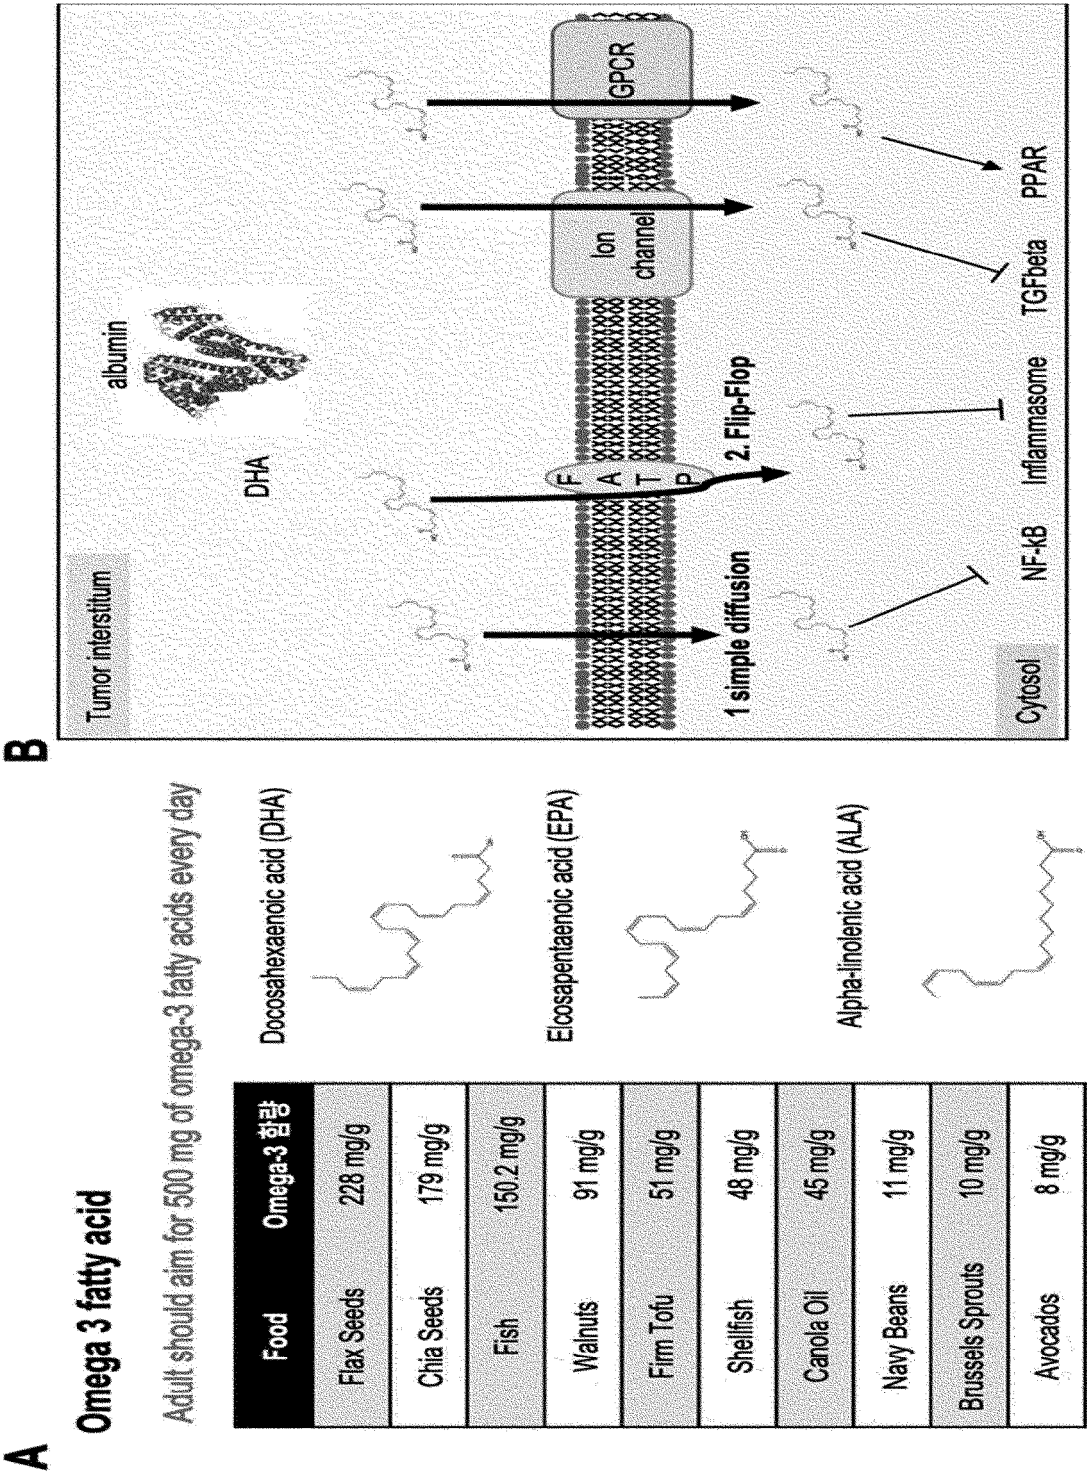 A
Omega 3 fatty acid
Adult should aim for 500 mg of omega-3 fatty acids every day
Food Omega-3 함량
Flax Seeds 228 mg/g
Chia Seeds 179 mg/g
Fish 150.2 mg/g
Walnuts 91 mg/g
Firm Tofu 51 mg/g
Shellfish 48 mg/g
Canola Oil 45 mg/g
Navy Beans 11 mg/g
Brussels Sprouts 10 mg/g
Avocados 8 mg/g
Docosahexaenoic acid (DHA)
Elcosapentaenoic acid (EPA)
Alpha-linolenic acid (ALA)
B
Tumor interstitum
albumin
DHA
F
A
T
P
Ion
channel
GPCR
1 simple diffusion
2. Flip-Flop
Cytosol
NF-kB
Inflammasome
TGFbeta
PPAR